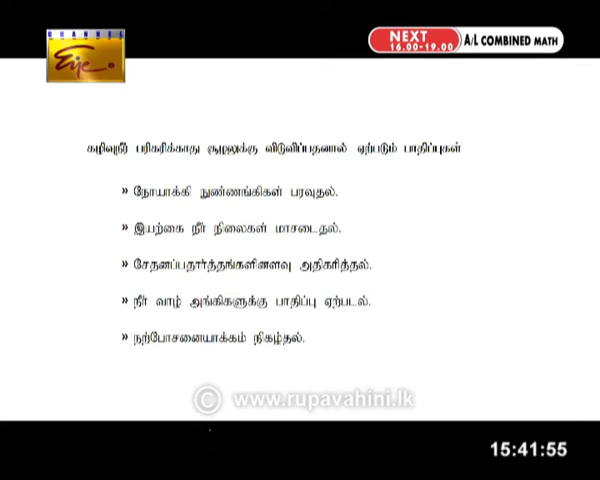 CHANNEL
Eye
NEXT
16.00-19.00
A/L COMBINED MATH
கழிவுநீர் பரிகரிக்காது சூழலுக்கு விடுவிப்பதனால் ஏற்படும் பாதிப்புகள்
» நோயாக்கி நுண்ணங்கிகள் பரவுதல்.
» இயற்கை நீர் நிலைகள் மாசடைதல்.
» சேதனப்பதார்த்தங்களினளவு அதிகரித்தல்.
» நீர் வாழ் அங்கிகளுக்கு பாதிப்பு ஏற்படல்.
» நற்போசனையாக்கம் நிகழ்தல்.
© www.rupavahini.lk
15:41:55